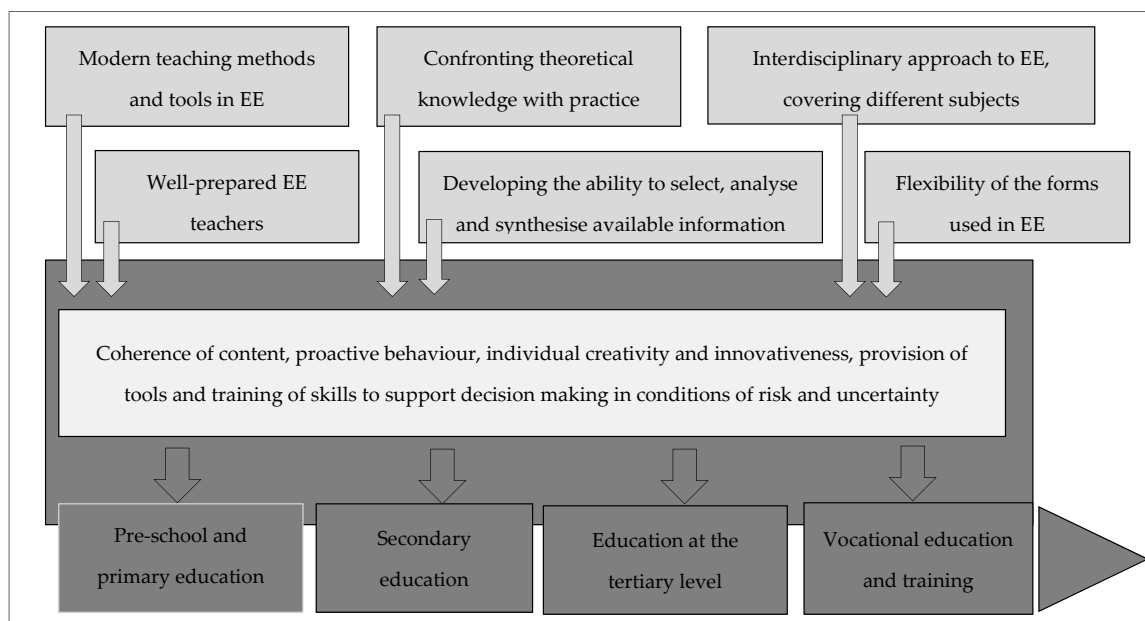 Modern teaching methods
and tools in EE
Confronting theoretical
knowledge with practice
Interdisciplinary approach to EE,
covering different subjects
Well-prepared EE
teachers
Developing the ability to select, analyse
and synthesise available information
Flexibility of the forms
used in EE
Coherence of content, proactive behaviour, individual creativity and innovativeness, provision of
tools and training of skills to support decision making in conditions of risk and uncertainty
Pre-school and
primary education
Secondary
education
Education at the
tertiary level
Vocational education
and training